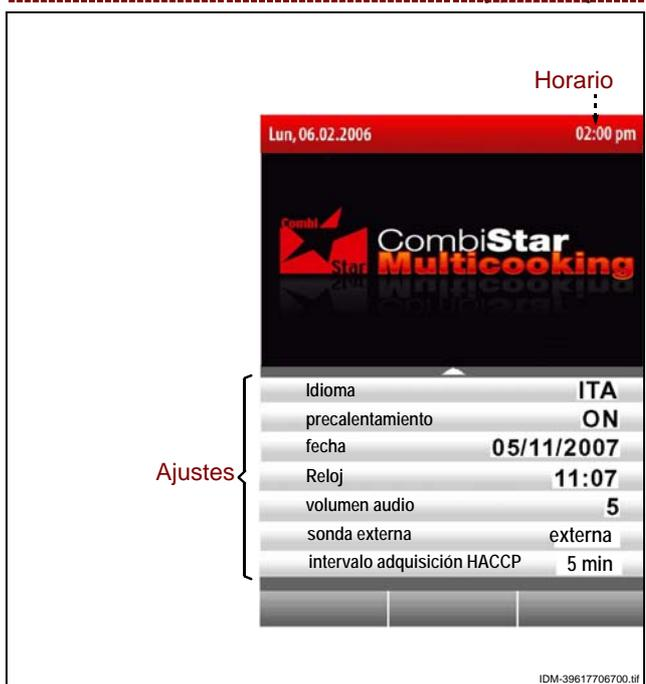 Horario
Lun, 06.02.2006 02:00 pm
Combi
Star
CombiStar
Multicooking
Ajustes
Idioma ITA
precalentamiento ON
fecha 05/11/2007
Reloj 11:07
volumen audio 5
sonda externa externa
intervalo adquisición HACCP 5 min
IDM-39617706700.tif